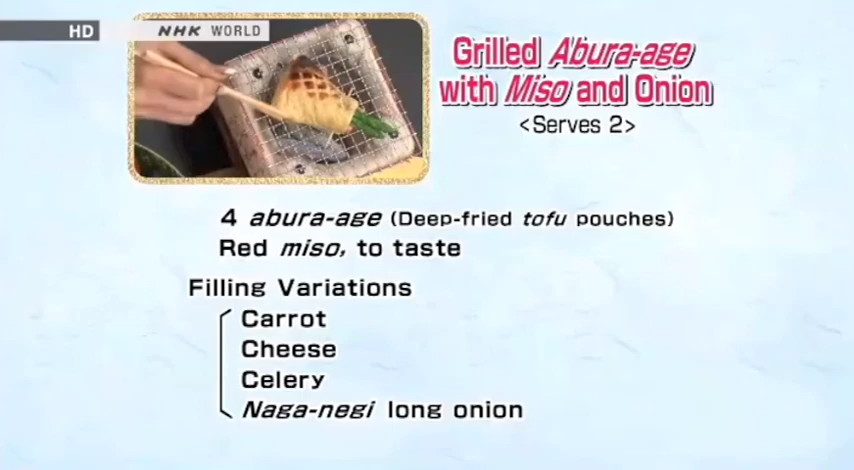 HD
NHK WORLD
Grilled Abura-age
with Miso and Onion
<Serves 2>
4 abura-age (Deep-fried tofu pouches)
Red miso, to taste
Filling Variations
Carrot
Cheese
Celery
Naga-negi long onion